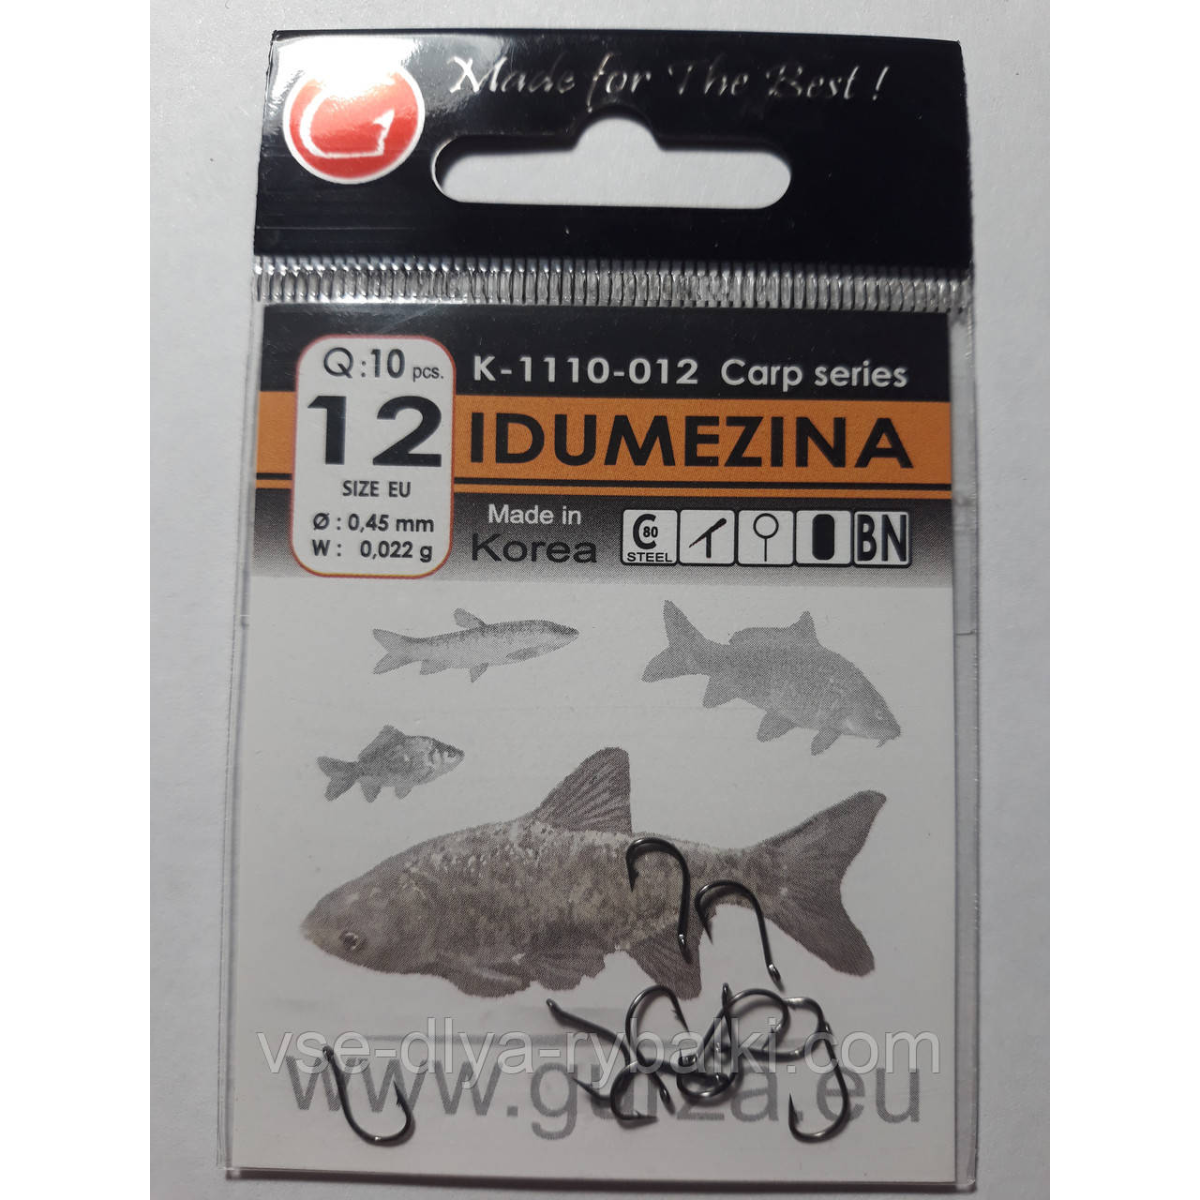 Made for The Best!
Q:10 pcs.
12
SIZE EU
Ø : 0,45 mm
W : 0,022 g
K-1110-012 Carp series
IDUMEZINA
Made in
Korea
C 80
STEEL
BN
vse-dlya-rybalki.com
www.gurza.eu